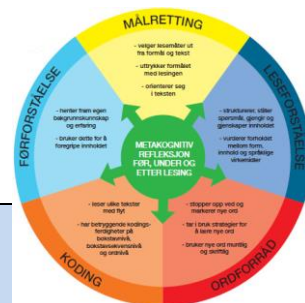 MÅLRETTING
- velger lesemåter ut
fra formål og tekst
- uttrykker formålet
med lesingen
- orienterer seg
i teksten
LESEFORSTÅELSE
- strukturerer, stiller
spørsmål, gjengir og
gjenskaper innholdet
- vurderer forholdet
mellom form,
innhold og språklige
virkemidler
ORDFORRÅD
- stopper opp ved og
markerer nye ord
- tar i bruk strategier for
å lære nye ord
- bruker nye ord muntlig
og skriftlig
KODING
- leser ulike tekster
med flyt
- har betryggende kodings-
ferdigheter på
bokstavnivå,
bokstavsekvensnivå
og ordnivå
FØRFORSTÅELSE
- henter fram egen
bakgrunnskunnskap
og erfaring
- bruker dette for å
foregripe innholdet
METAKOGNITIV
REFLEKSJON
FØR, UNDER OG
ETTER LESING